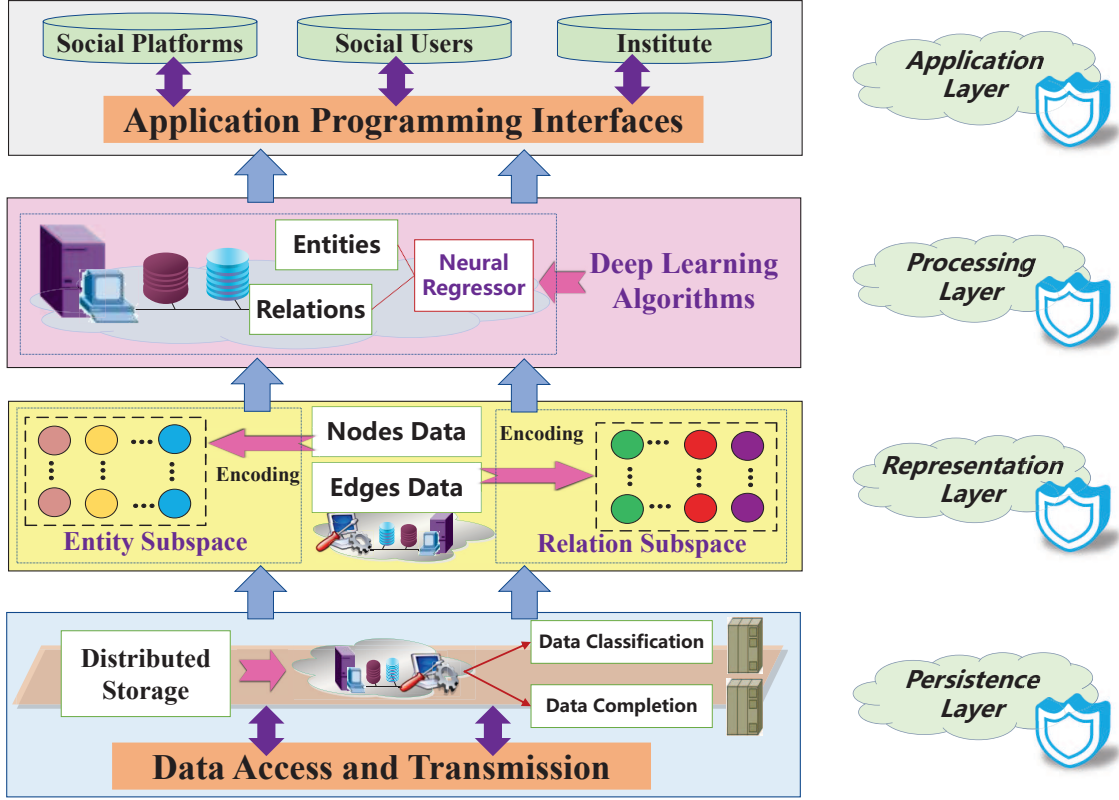 Social Platforms
Social Users
Institute
Application Programming Interfaces
Application
Layer
Entities
Relations
Neural
Regressor
Deep Learning
Algorithms
Processing
Layer
Nodes Data
Edges Data
Encoding
Encoding
Entity Subspace
Relation Subspace
Representation
Layer
Distributed
Storage
Data Classification
Data Completion
Data Access and Transmission
Persistence
Layer